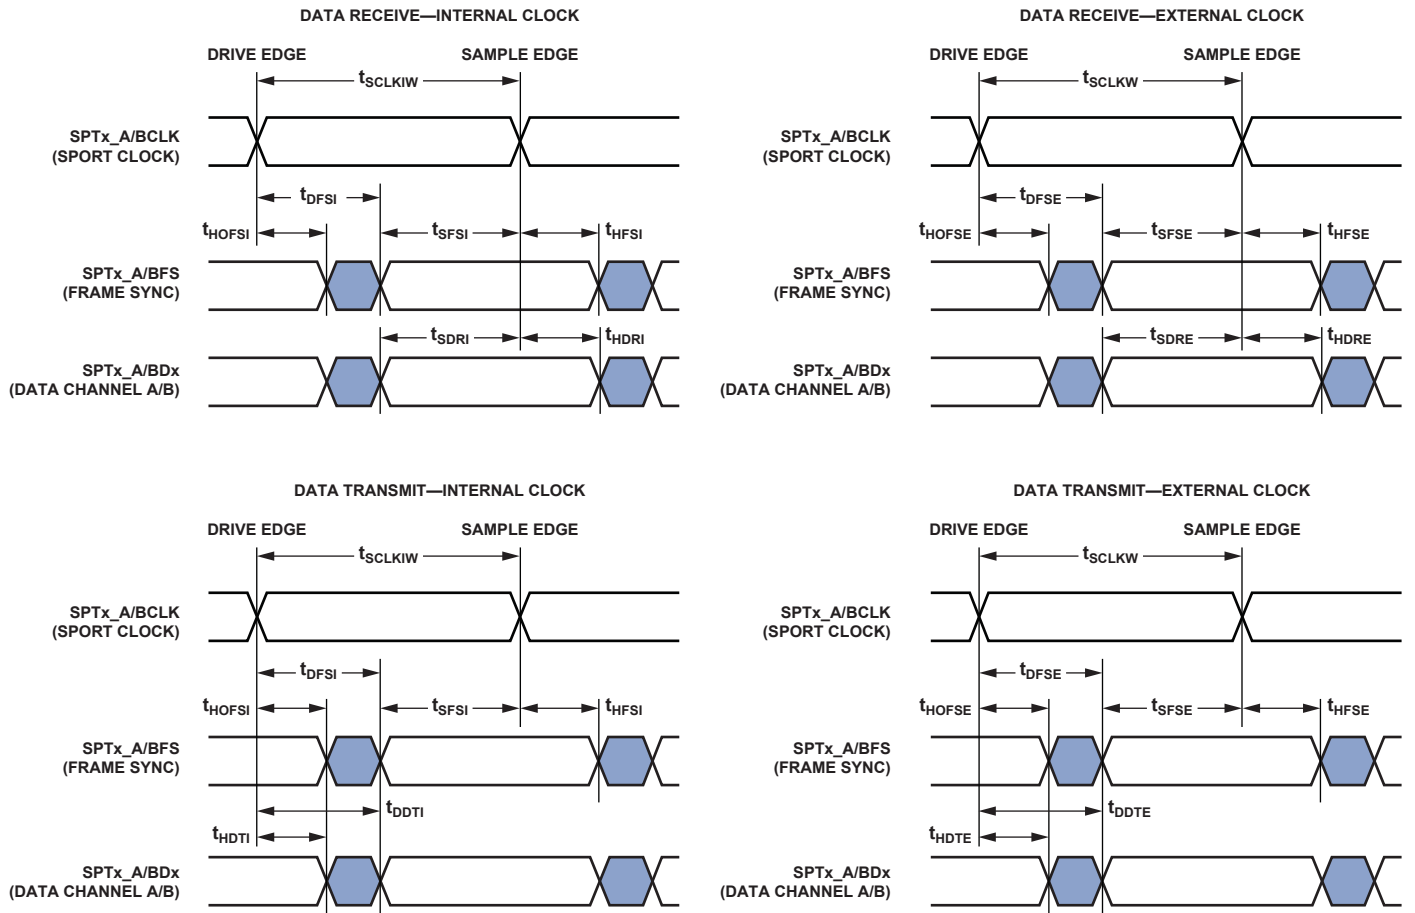 DATA RECEIVE—INTERNAL CLOCK
DRIVE EDGE
SAMPLE EDGE
tSCLKIW
SPTx_A/BCLK
(SPORT CLOCK)
tDFSI
tHOFSI
tSFSI
tHFSI
SPTx_A/BFS
(FRAME SYNC)
tSDRI
tHDRI
SPTx_A/BDx
(DATA CHANNEL A/B)
DATA RECEIVE—EXTERNAL CLOCK
DRIVE EDGE
SAMPLE EDGE
tSCLKW
SPTx_A/BCLK
(SPORT CLOCK)
tDFSE
tHOFSE
tSFSE
tHFSE
SPTx_A/BFS
(FRAME SYNC)
tSDRE
tHDRE
SPTx_A/BDx
(DATA CHANNEL A/B)
DATA TRANSMIT—INTERNAL CLOCK
DRIVE EDGE
SAMPLE EDGE
tSCLKIW
SPTx_A/BCLK
(SPORT CLOCK)
tDFSI
tHOFSI
tSFSI
tHFSI
SPTx_A/BFS
(FRAME SYNC)
tDDTI
tHDTI
SPTx_A/BDx
(DATA CHANNEL A/B)
DATA TRANSMIT—EXTERNAL CLOCK
DRIVE EDGE
SAMPLE EDGE
tSCLKW
SPTx_A/BCLK
(SPORT CLOCK)
tDFSE
tHOFSE
tSFSE
tHFSE
SPTx_A/BFS
(FRAME SYNC)
tDDTE
tHDTE
SPTx_A/BDx
(DATA CHANNEL A/B)